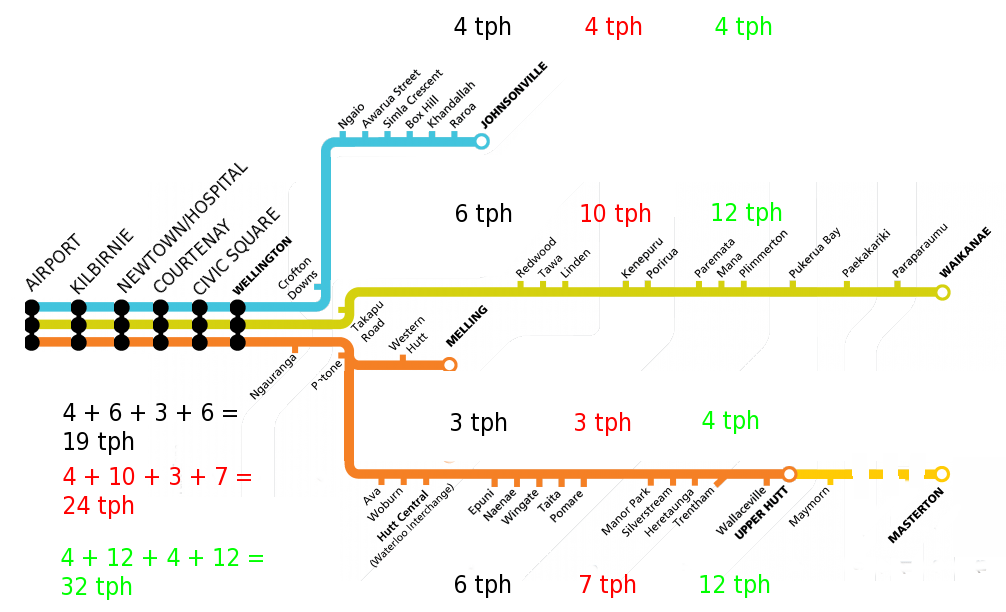 4 tph 4 tph 4 tph
Ngaio
Awarua Street
Simla Crescent
Box Hill
Khandallah
Raroa
JOHNSONVILLE
AIRPORT
KILBIRNIE
NEWTOWN/HOSPITAL
COURTENAY
CIVIC SQUARE
WELLINGTON
Crofton
Downs
6 tph 10 tph 12 tph
Takapu
Road
Redwood
Tawa
Linden
Kenepuru
Porirua
Paremata
Mana
Plimmerton
Pukerua Bay
Paekakariki
Paraparaumu
WAIKANAE
Ngauranga
Petone
Western
Hutt
MELLING
3 tph 3 tph 4 tph
4 + 6 + 3 + 6 =
19 tph
4 + 10 + 3 + 7 =
24 tph
4 + 12 + 4 + 12 =
32 tph
Ava
Woburn
Hutt Central
(Waterloo Interchange)
Epuni
Naenae
Wingate
Taita
Pomare
Manor Park
Silverstream
Heretaunga
Trentham
Wallaceville
UPPER HUTT
Maymorn
MASTERTON
6 tph 7 tph 12 tph